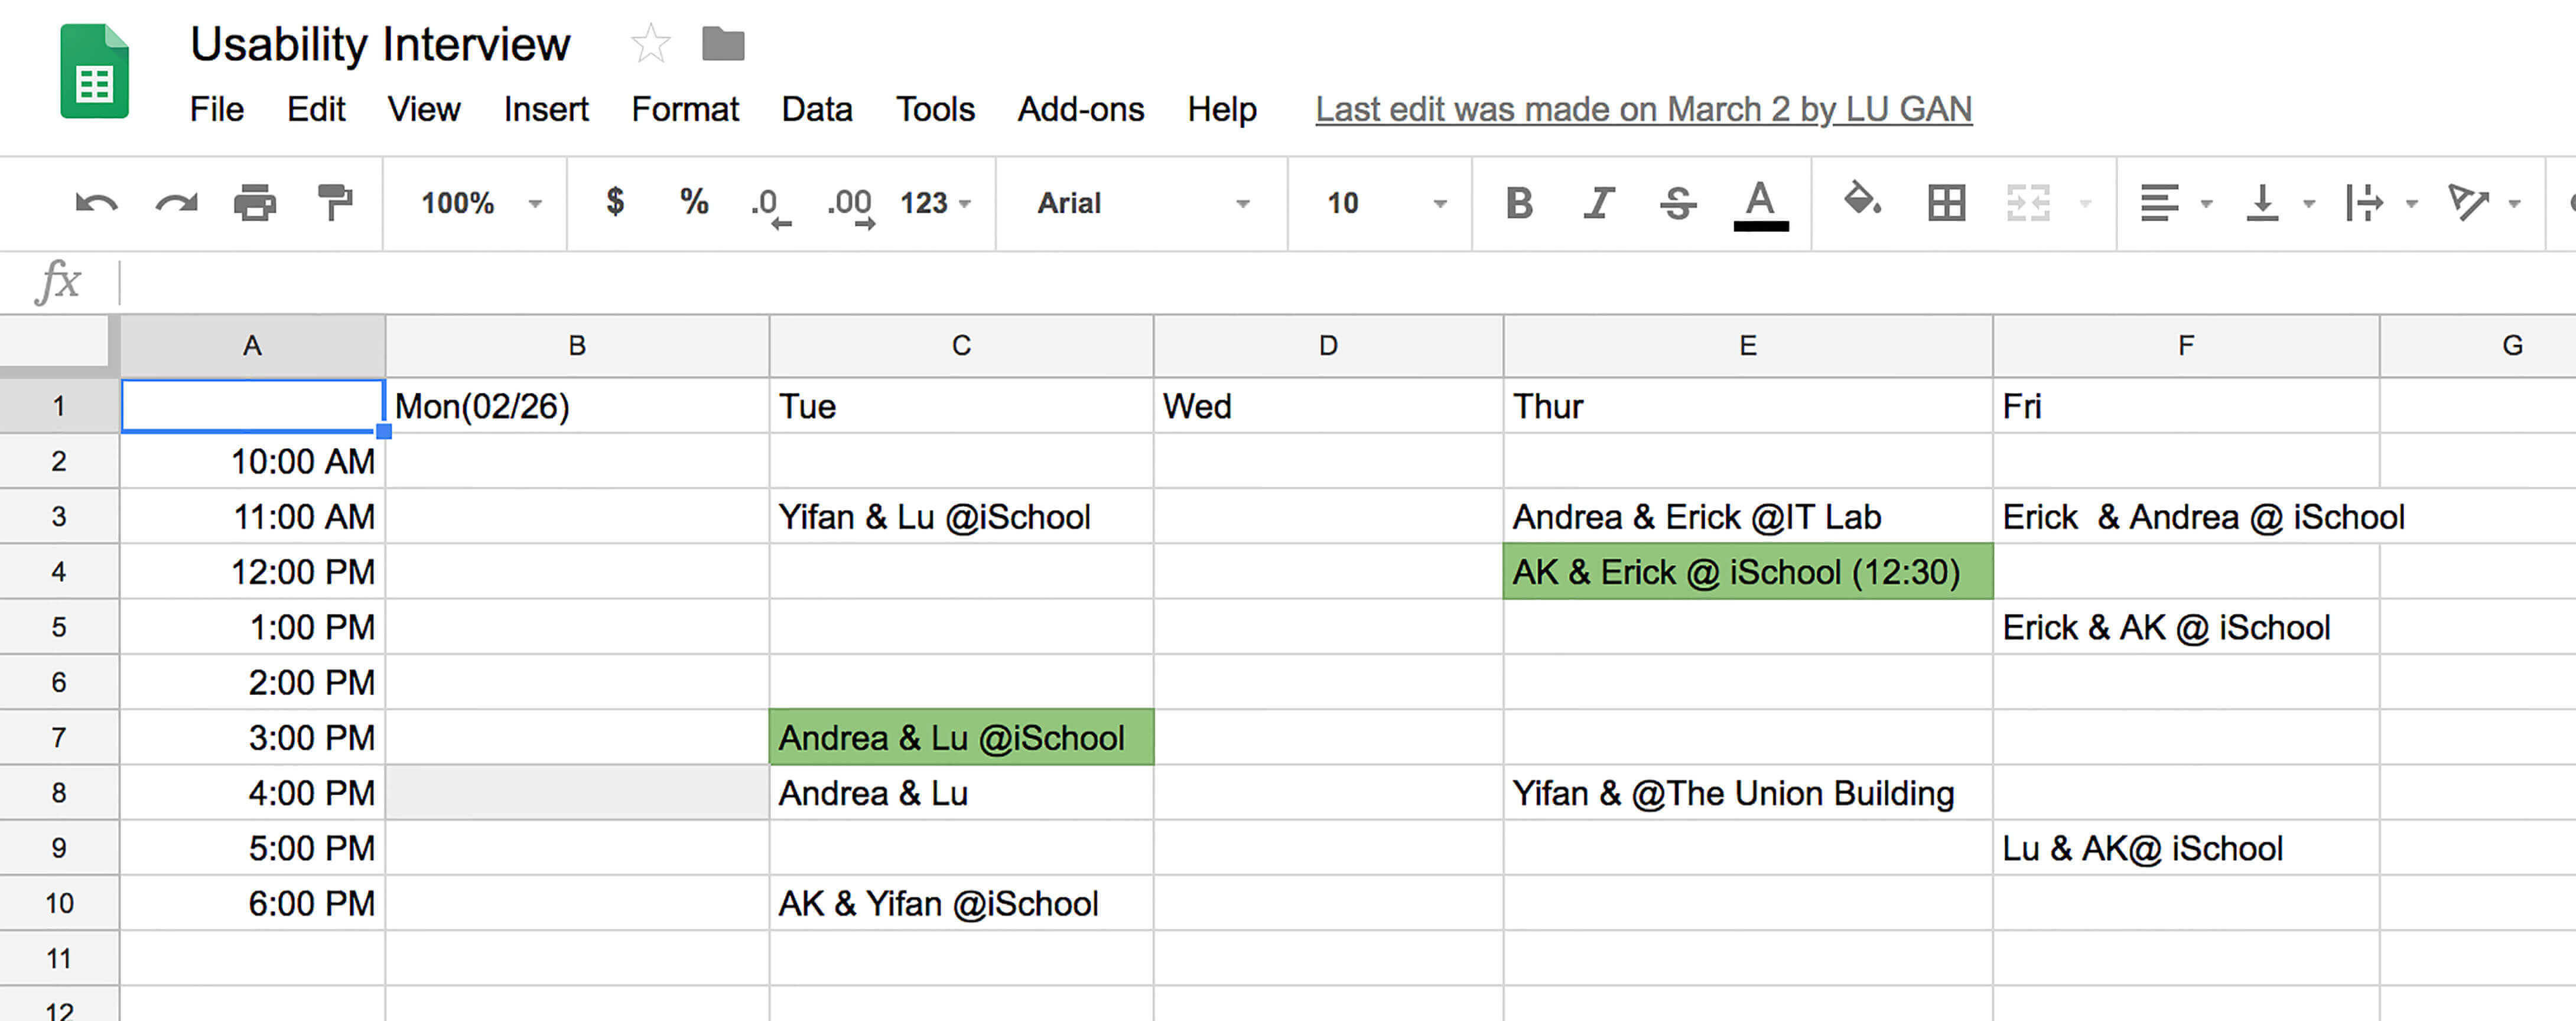 Usability Interview
File Edit View Insert Format Data Tools Add-ons Help Last edit was made on March 2 by LU GAN
100% $ % .0 .00 123 Arial 10 B I S A
fx
A B C D E F G
1 Mon(02/26) Tue Wed Thur Fri
2 10:00 AM
3 11:00 AM Yifan & Lu @iSchool Andrea & Erick @IT Lab Erick  & Andrea @ iSchool
4 12:00 PM AK & Erick @ iSchool (12:30)
5 1:00 PM Erick & AK @ iSchool
6 2:00 PM
7 3:00 PM Andrea & Lu @iSchool
8 4:00 PM Andrea & Lu Yifan & @The Union Building
9 5:00 PM Lu & AK@ iSchool
10 6:00 PM AK & Yifan @iSchool
11
12